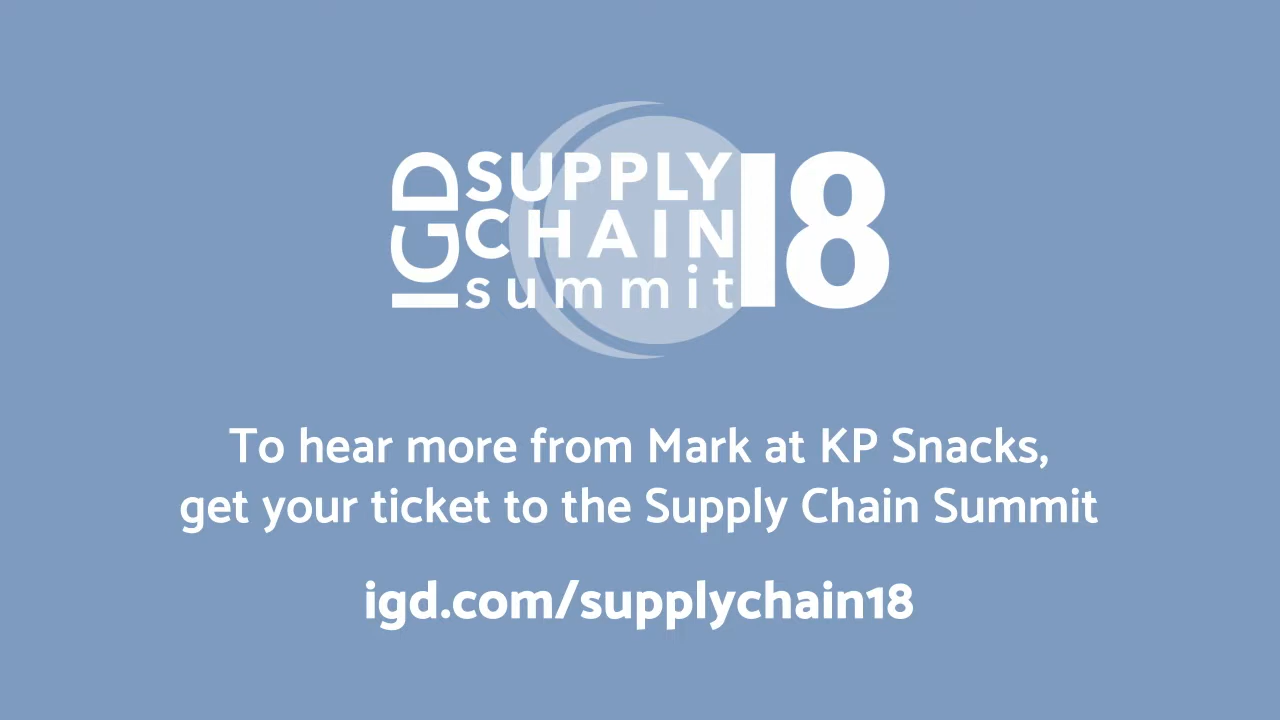 IGD
SUPPLY
CHAIN
summit
18
To hear more from Mark at KP Snacks,
get your ticket to the Supply Chain Summit
igd.com/supplychain18